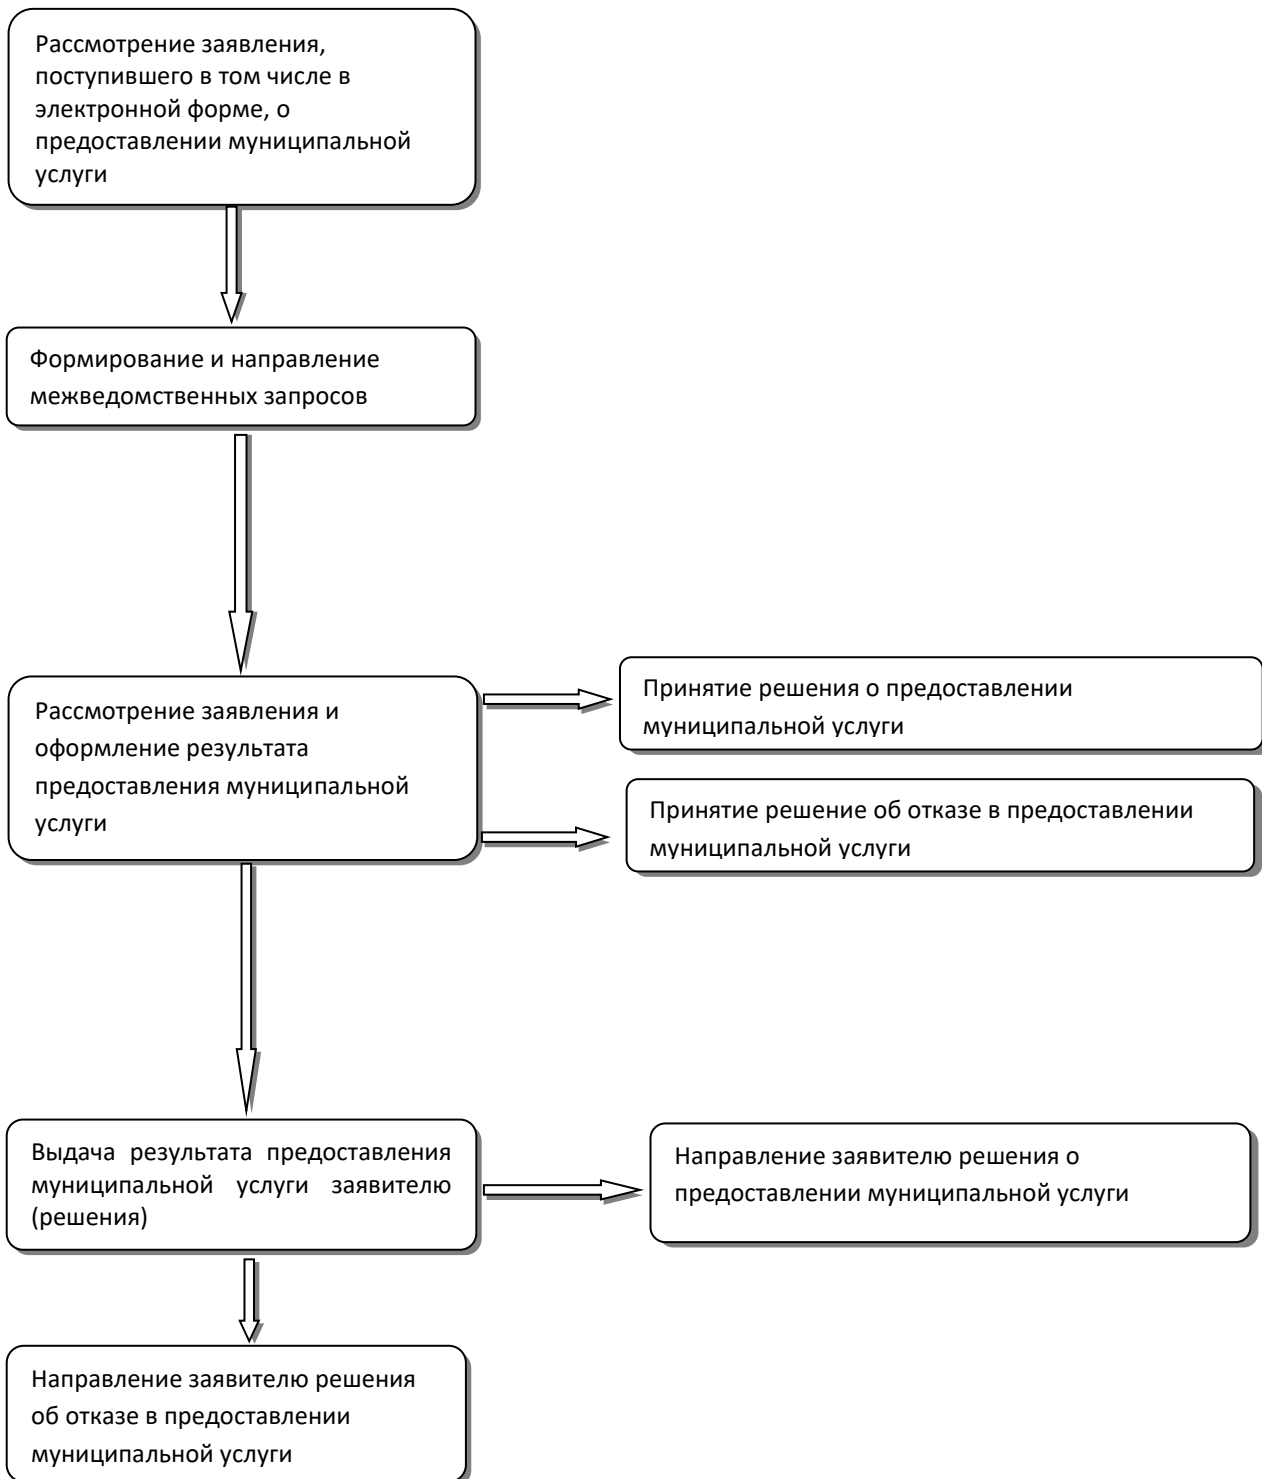 Рассмотрение заявления,
поступившего в том числе в
электронной форме, о
предоставлении муниципальной
услуги
Формирование и направление
межведомственных запросов
Рассмотрение заявления и
оформление результата
предоставления муниципальной
услуги
Принятие решения о предоставлении
муниципальной услуги
Принятие решение об отказе в предоставлении
муниципальной услуги
Выдача результата предоставления
муниципальной услуги заявителю
(решения)
Направление заявителю решения о
предоставлении муниципальной услуги
Направление заявителю решения
об отказе в предоставлении
муниципальной услуги